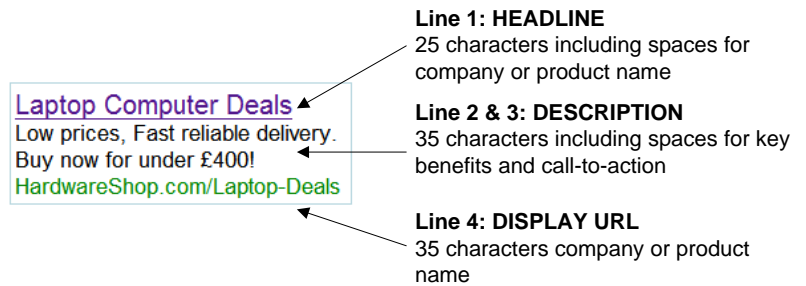 Line 1: HEADLINE
25 characters including spaces for
company or product name
Laptop Computer Deals
Low prices, Fast reliable delivery.
Buy now for under £400!
HardwareShop.com/Laptop-Deals
Line 2 & 3: DESCRIPTION
35 characters including spaces for key
benefits and call-to-action
Line 4: DISPLAY URL
35 characters company or product
name